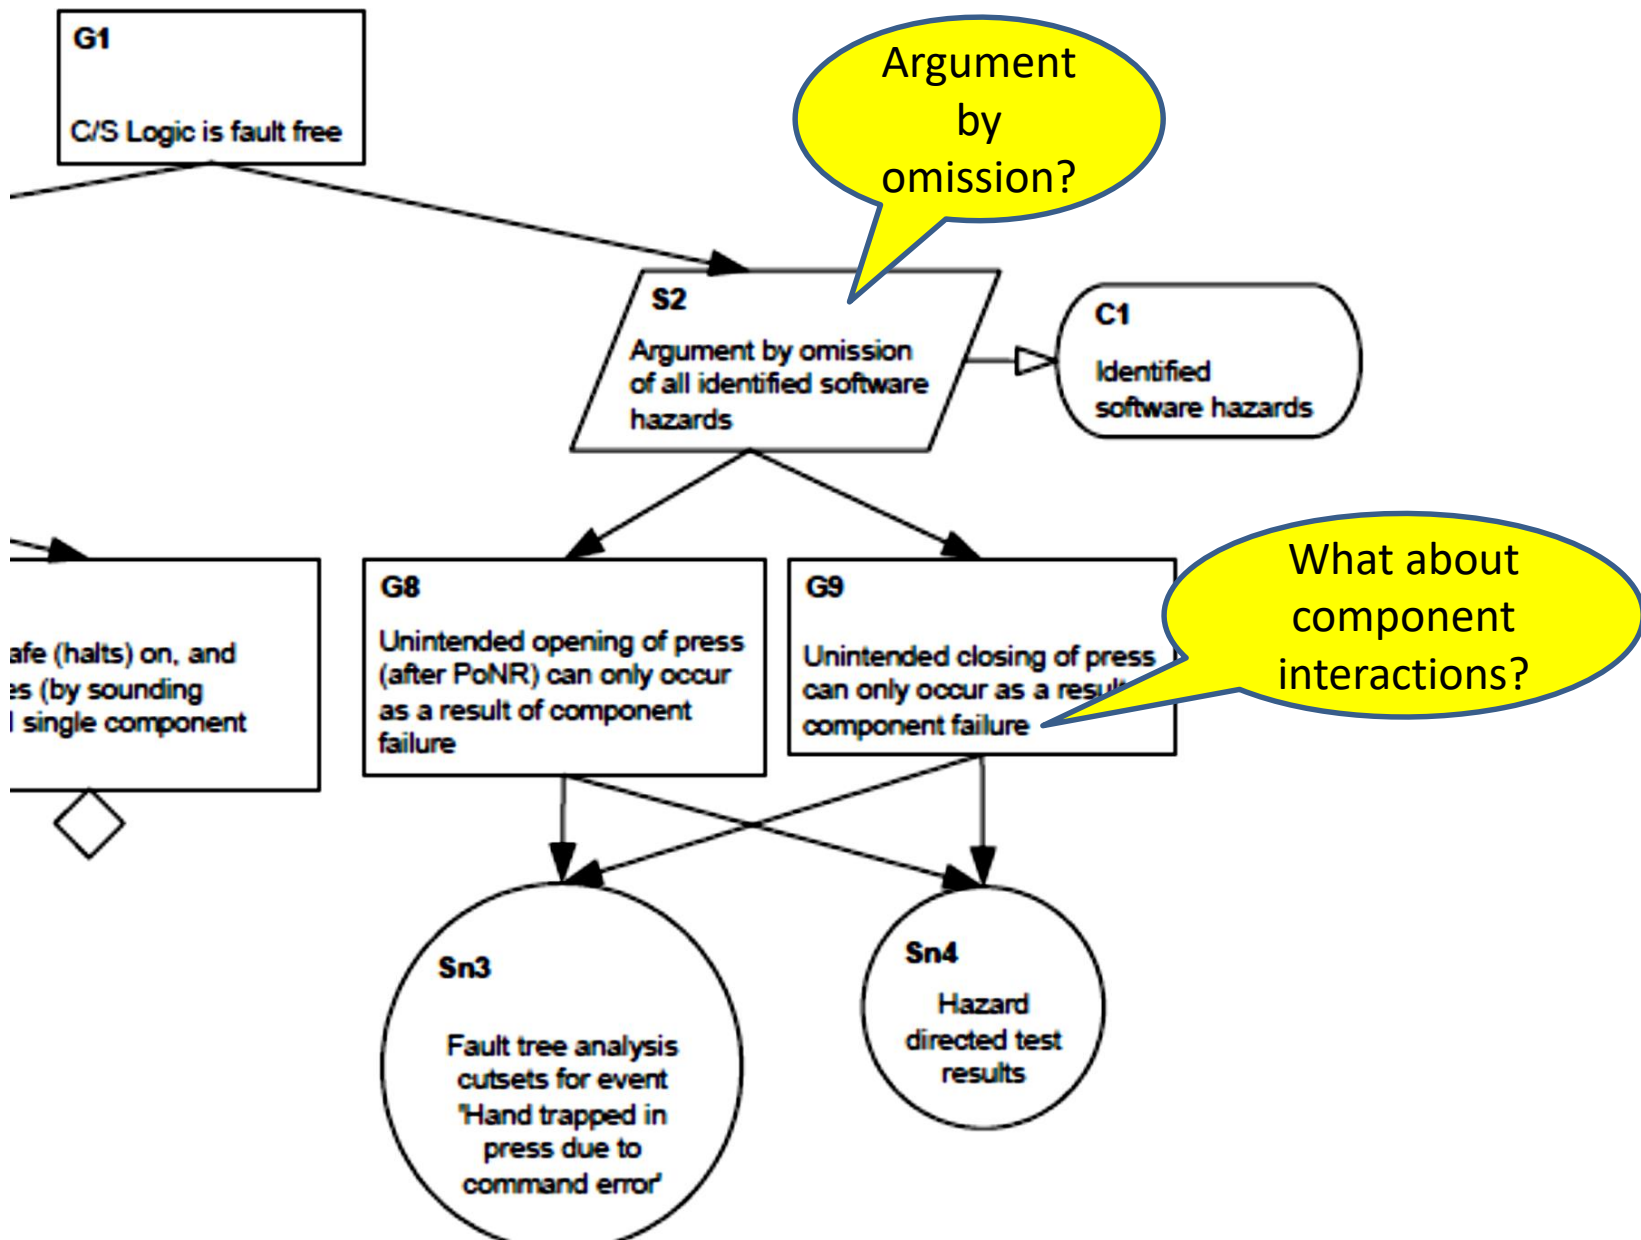 G1
C/S Logic is fault free
Argument
by
omission?
S2
Argument by omission
of all identified software
hazards
C1
Identified
software hazards
afe (halts) on, and
es (by sounding
single component
G8
Unintended opening of press
(after PoNR) can only occur
as a result of component
failure
G9
Unintended closing of press
can only occur as a resul
component failure
What about
component
interactions?
Sn3
Fault tree analysis
cutsets for event
'Hand trapped in
press due to
command error'
Sn4
Hazard
directed test
results